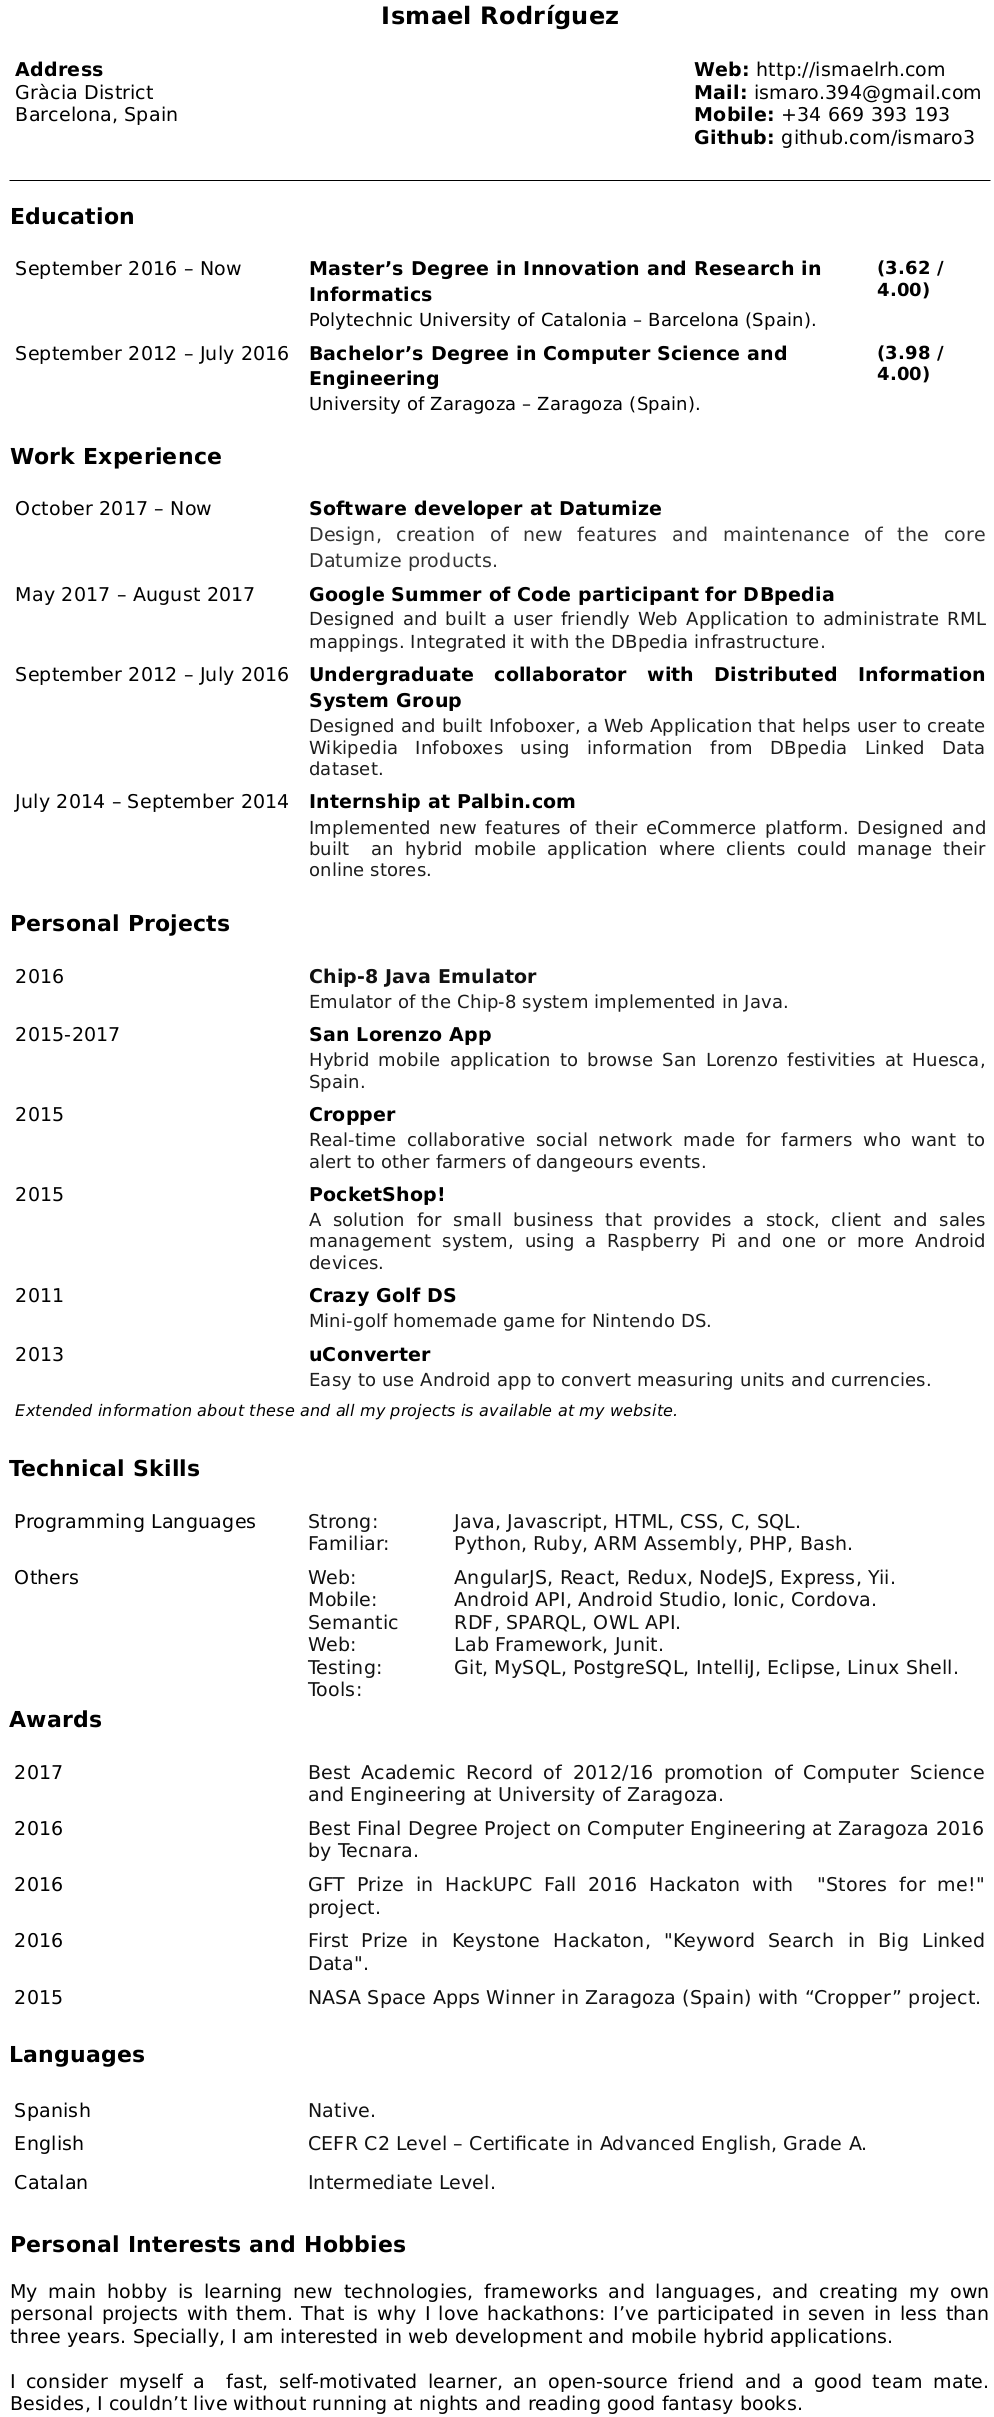 Ismael Rodríguez
Address
Gràcia District
Barcelona, Spain
Web: http://ismaelrh.com
Mail: ismaro.394@gmail.com
Mobile: +34 669 393 193
Github: github.com/ismaro3
Education
September 2016 – Now
Master’s Degree in Innovation and Research in
Informatics
Polytechnic University of Catalonia – Barcelona (Spain).
(3.62 /
4.00)
September 2012 – July 2016
Bachelor’s Degree in Computer Science and
Engineering
University of Zaragoza – Zaragoza (Spain).
(3.98 /
4.00)
Work Experience
October 2017 – Now
Software developer at Datumize
Design, creation of new features and maintenance of the core
Datumize products.
May 2017 – August 2017
Google Summer of Code participant for DBpedia
Designed and built a user friendly Web Application to administrate RML
mappings. Integrated it with the DBpedia infrastructure.
September 2012 – July 2016
Undergraduate collaborator with Distributed Information
System Group
Designed and built Infoboxer, a Web Application that helps user to create
Wikipedia Infoboxes using information from DBpedia Linked Data
dataset.
July 2014 – September 2014
Internship at Palbin.com
Implemented new features of their eCommerce platform. Designed and
built an hybrid mobile application where clients could manage their
online stores.
Personal Projects
2016
Chip-8 Java Emulator
Emulator of the Chip-8 system implemented in Java.
2015-2017
San Lorenzo App
Hybrid mobile application to browse San Lorenzo festivities at Huesca,
Spain.
2015
Cropper
Real-time collaborative social network made for farmers who want to
alert to other farmers of dangeours events.
2015
PocketShop!
A solution for small business that provides a stock, client and sales
management system, using a Raspberry Pi and one or more Android
devices.
2011
Crazy Golf DS
Mini-golf homemade game for Nintendo DS.
2013
uConverter
Easy to use Android app to convert measuring units and currencies.
Extended information about these and all my projects is available at my website.
Technical Skills
Programming Languages
Strong: Java, Javascript, HTML, CSS, C, SQL.
Familiar: Python, Ruby, ARM Assembly, PHP, Bash.
Others
Web: AngularJS, React, Redux, NodeJS, Express, Yii.
Mobile: Android API, Android Studio, Ionic, Cordova.
Semantic RDF, SPARQL, OWL API.
Web: Lab Framework, Junit.
Testing: Git, MySQL, PostgreSQL, IntelliJ, Eclipse, Linux Shell.
Tools:
Awards
2017
Best Academic Record of 2012/16 promotion of Computer Science
and Engineering at University of Zaragoza.
2016
Best Final Degree Project on Computer Engineering at Zaragoza 2016
by Tecnara.
2016
GFT Prize in HackUPC Fall 2016 Hackaton with "Stores for me!"
project.
2016
First Prize in Keystone Hackaton, "Keyword Search in Big Linked
Data".
2015
NASA Space Apps Winner in Zaragoza (Spain) with “Cropper” project.
Languages
Spanish Native.
English CEFR C2 Level – Certificate in Advanced English, Grade A.
Catalan Intermediate Level.
Personal Interests and Hobbies
My main hobby is learning new technologies, frameworks and languages, and creating my own
personal projects with them. That is why I love hackathons: I’ve participated in seven in less than
three years. Specially, I am interested in web development and mobile hybrid applications.
I consider myself a fast, self-motivated learner, an open-source friend and a good team mate.
Besides, I couldn’t live without running at nights and reading good fantasy books.